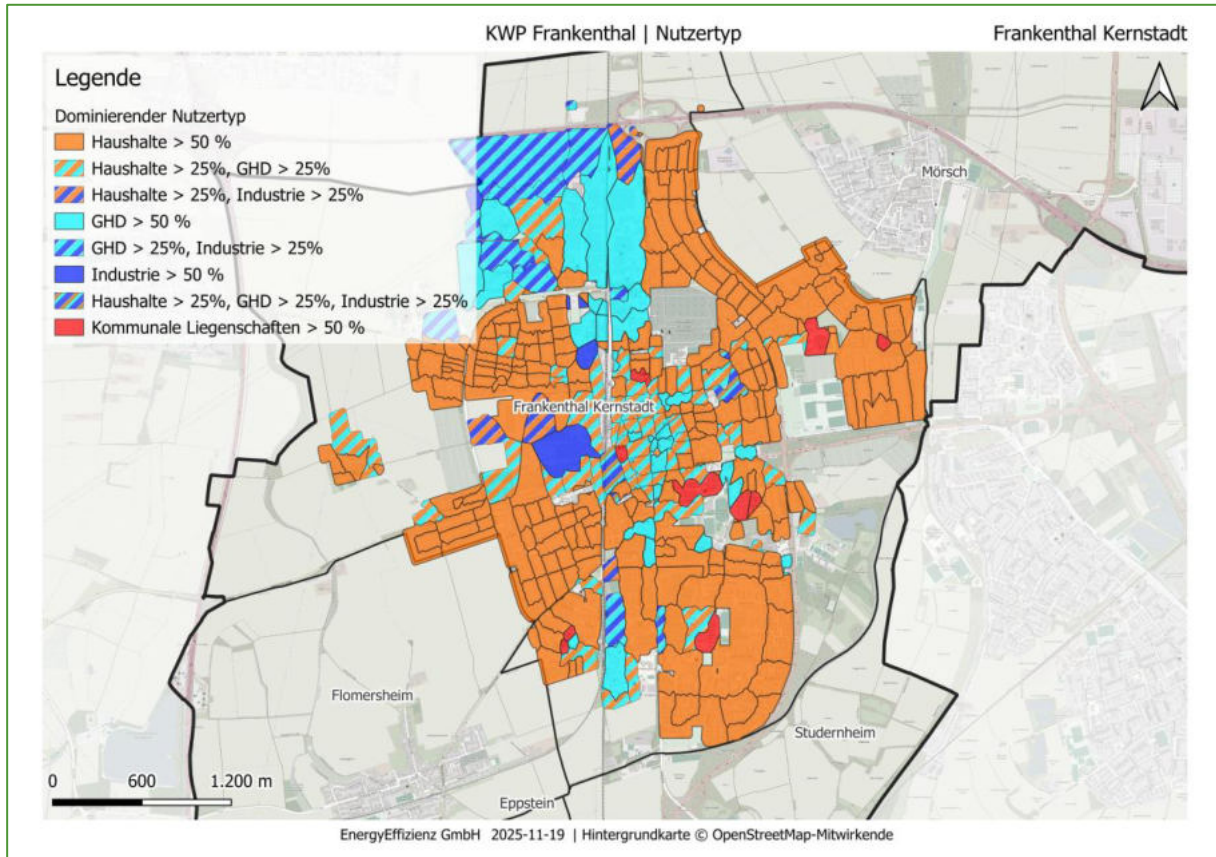 KWP Frankenthal | Nutzertyp
Frankenthal Kernstadt
Legende
Dominierender Nutzertyp
Haushalte > 50 %
Haushalte > 25%, GHD > 25%
Haushalte > 25%, Industrie > 25%
GHD > 50 %
GHD > 25%, Industrie > 25%
Industrie > 50 %
Haushalte > 25%, GHD > 25%, Industrie > 25%
Kommunale Liegenschaften > 50 %
Mörsch
Frankenthal Kernstadt
Flomersheim
Studernheim
Eppstein
0 600 1.200 m
EnergyEffizienz GmbH 2025-11-19 | Hintergrundkarte © OpenStreetMap-Mitwirkende